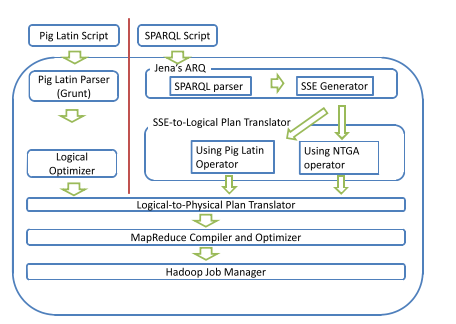 Pig Latin Script
SPARQL Script
Jena's ARQ
Pig Latin Parser
(Grunt)
SPARQL parser
SSE Generator
SSE-to-Logical Plan Translator
Logical
Optimizer
Using Pig Latin
Operator
Using NTGA
operator
Logical-to-Physical Plan Translator
MapReduce Compiler and Optimizer
Hadoop Job Manager